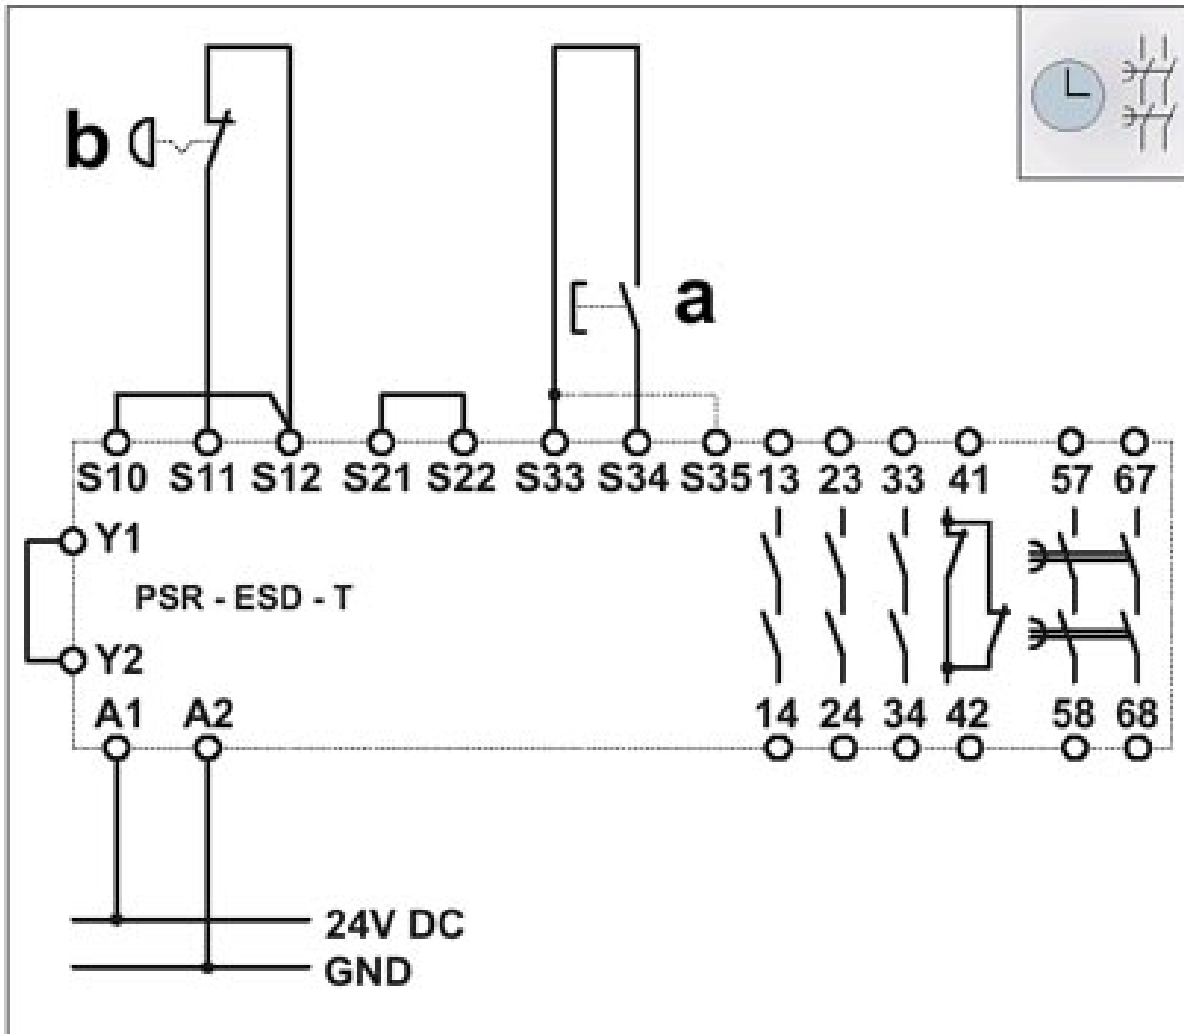 b
a
S10 S11 S12 S21 S22 S33 S34 S35 13 23 33 41 57 67
Y1
PSR - ESD - T
Y2
A1 A2 14 24 34 42 58 68
24V DC
GND